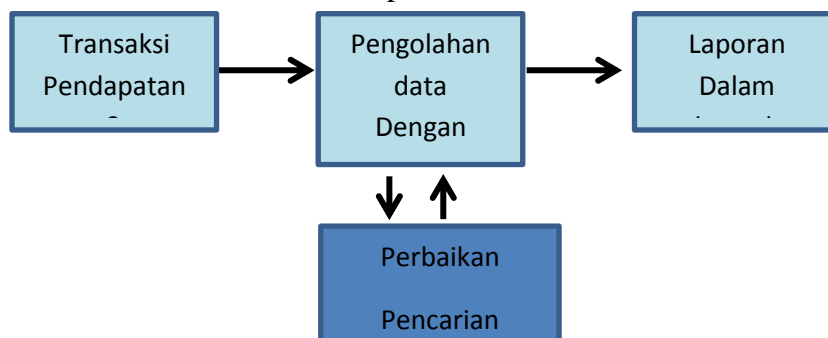 Transaksi
Pendapatan
Pengolahan
data
Dengan
Laporan
Dalam
Perbaikan
Pencarian